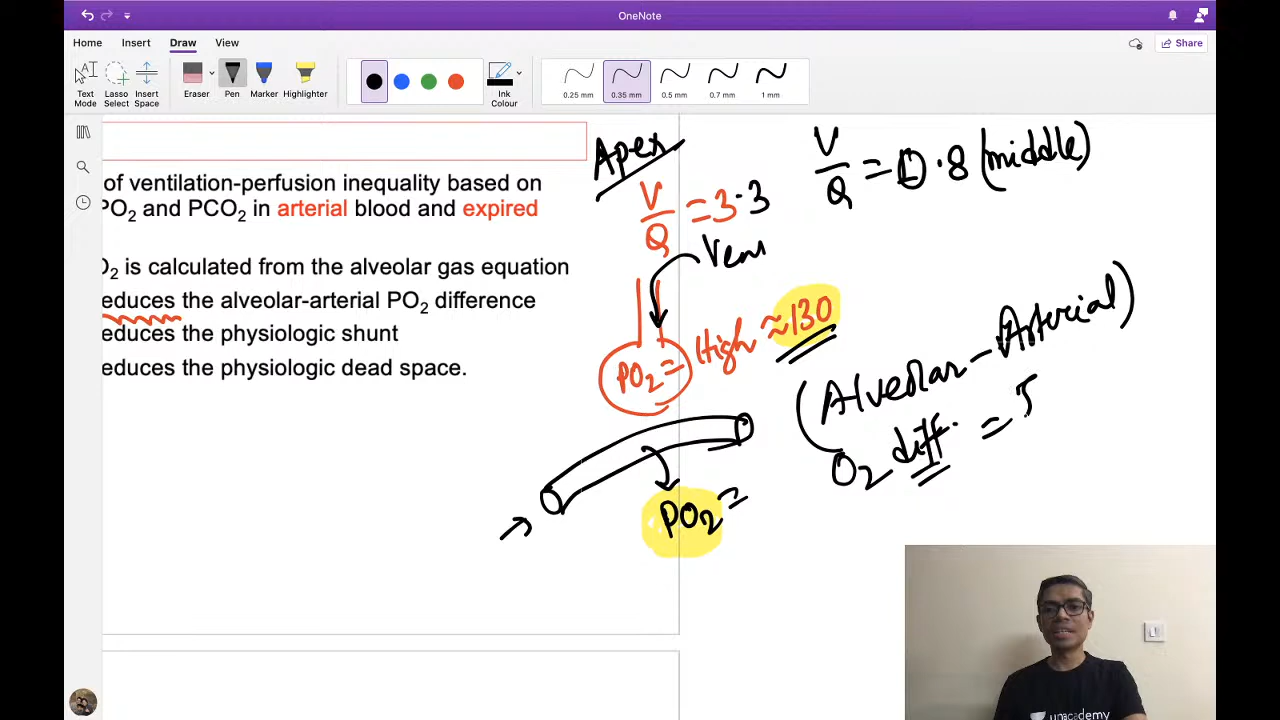 OneNote
Home Insert Draw View
Share
Text Mode
Lasso Select
Insert Space
Eraser
Pen
Marker
Highlighter
Ink Colour
0.25 mm
0.35 mm
0.5 mm
0.7 mm
1 mm
of ventilation-perfusion inequality based on
PO2 and PCO2 in arterial blood and expired
O2 is calculated from the alveolar gas equation
educes the alveolar-arterial PO2 difference
educes the physiologic shunt
educes the physiologic dead space.
Apex
V/Q = 3.3
Ven
PO2 = High ≈130
PO2 =
V/Q = 0.8 (middle)
(Alveolar - Arterial)
O2 diff. = 5
unacademy